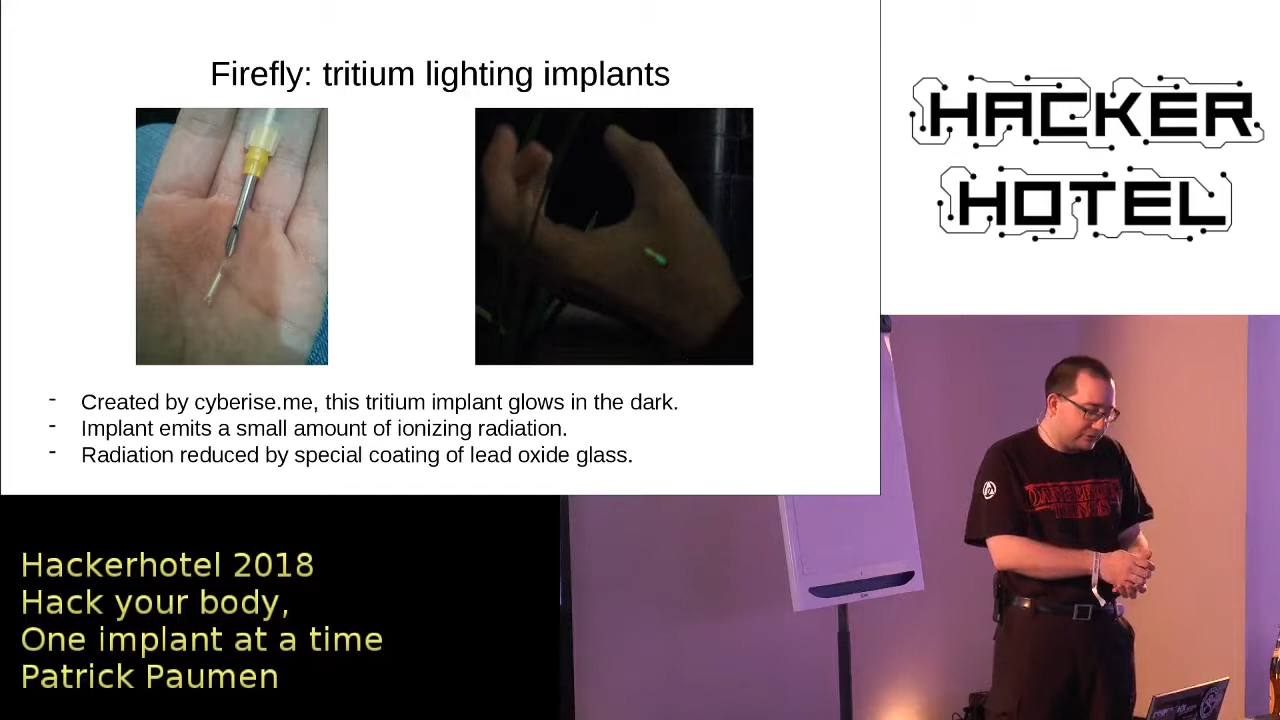 Firefly: tritium lighting implants
- Created by cyberise.me, this tritium implant glows in the dark.
- Implant emits a small amount of ionizing radiation.
- Radiation reduced by special coating of lead oxide glass.
HACKER
HOTEL
DANGEROUS
THINGS
Hackerhotel 2018
Hack your body,
One implant at a time
Patrick Paumen